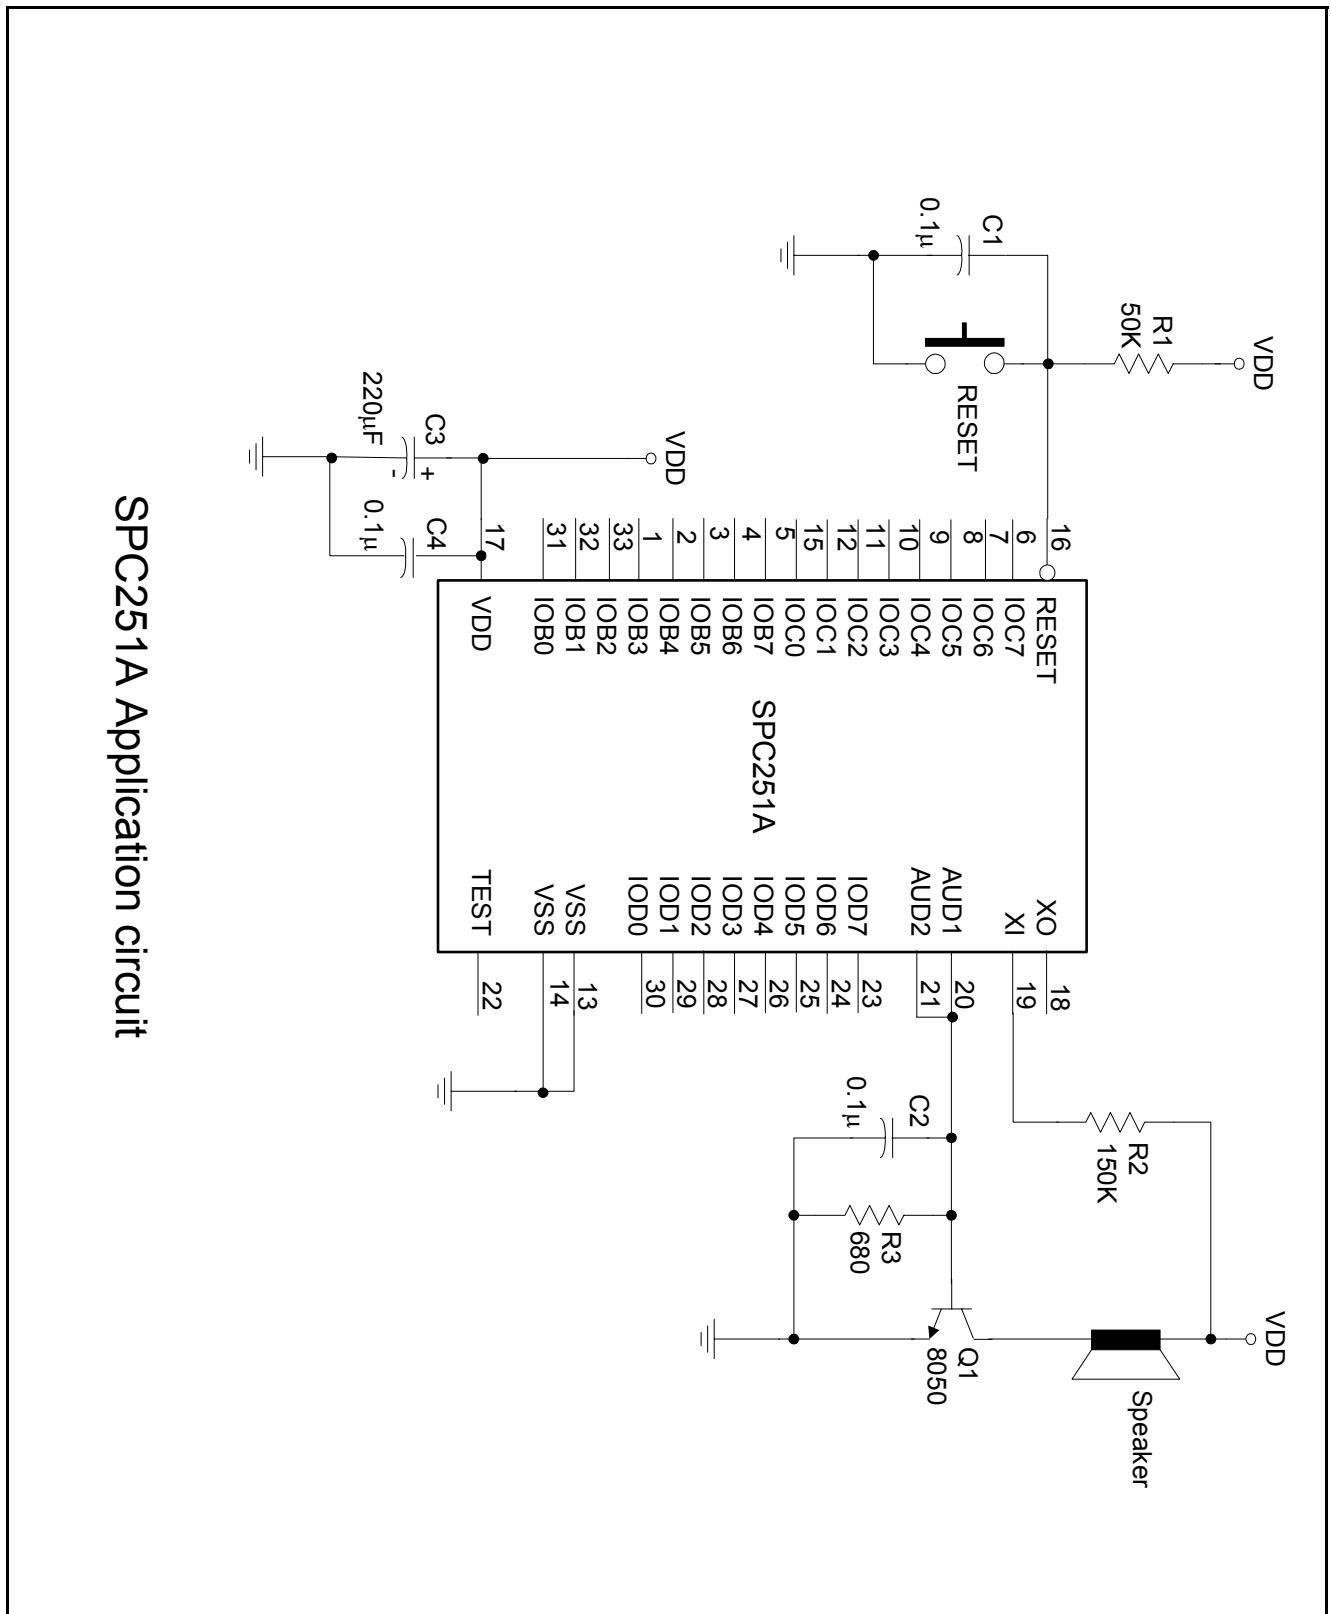 VDD
VDD
R1
50K
Speaker
R2
150K
C1
0.1µ
RESET
16
RESET
XO
18
6
IOC7
XI
19
7
IOC6
8
IOC5
AUD1
20
9
IOC4
AUD2
21
10
IOC3
11
IOC2
IOD7
23
12
IOC1
IOD6
24
15
IOC0
IOD5
25
5
IOB7
IOD4
26
4
IOB6
IOD3
27
3
IOB5
IOD2
28
2
IOB4
IOD1
29
1
IOB3
IOD0
30
33
IOB2
32
IOB1
VSS
13
31
IOB0
VSS
14
17
VDD
TEST
22
SPC251A
Q1
8050
C2
0.1µ
R3
680
VDD
C3
220µF
+
-
C4
0.1µ
SPC251A Application circuit